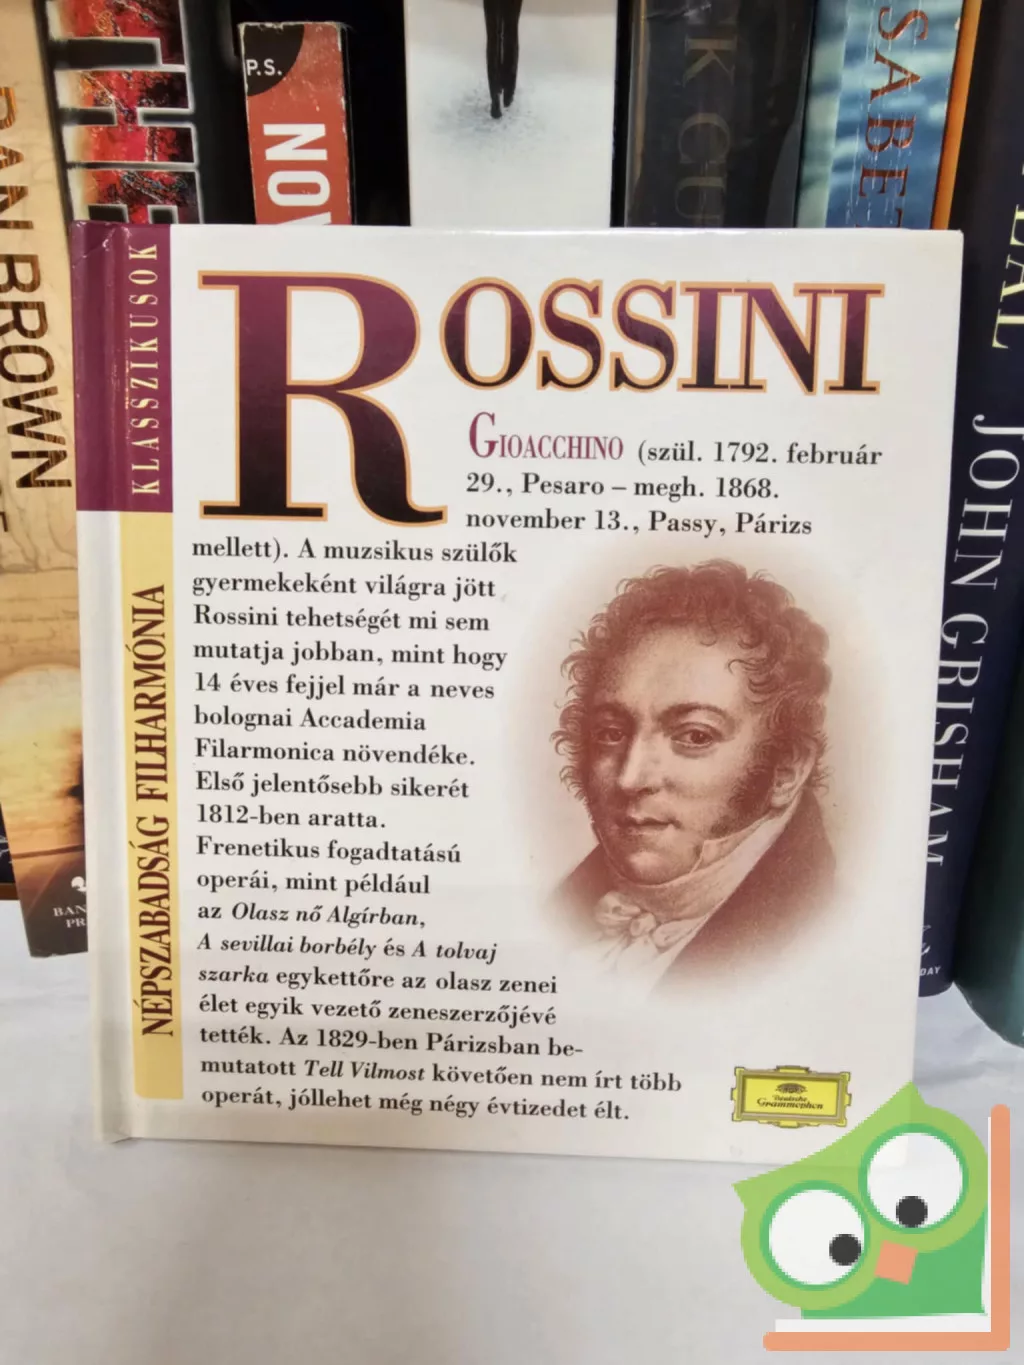 DAN BROWN
THE
P.S.
JOHN GRISHAM
KLASSZIKUSOK
NÉPSZABADSÁG FILHARMÓNIA
ROSSINI
GIOACCHINO (szül. 1792. február
29., Pesaro – megh. 1868.
november 13., Passy, Párizs
mellett). A muzsikus szülők
gyermekeként világra jött
Rossini tehetségét mi sem
mutatja jobban, mint hogy
14 éves fejjel már a neves
bolognai Accademia
Filarmonica növendéke.
Első jelentősebb sikerét
1812-ben aratta.
Frenetikus fogadtatású
operái, mint például
az Olasz nő Algírban,
A sevillai borbély és A tolvaj
szarka egykettőre az olasz zenei
élet egyik vezető zeneszerzőjévé
tették. Az 1829-ben Párizsban be-
mutatott Tell Vilmost követően nem írt több
operát, jóllehet még négy évtizedet élt.
Deutsche
Grammophon